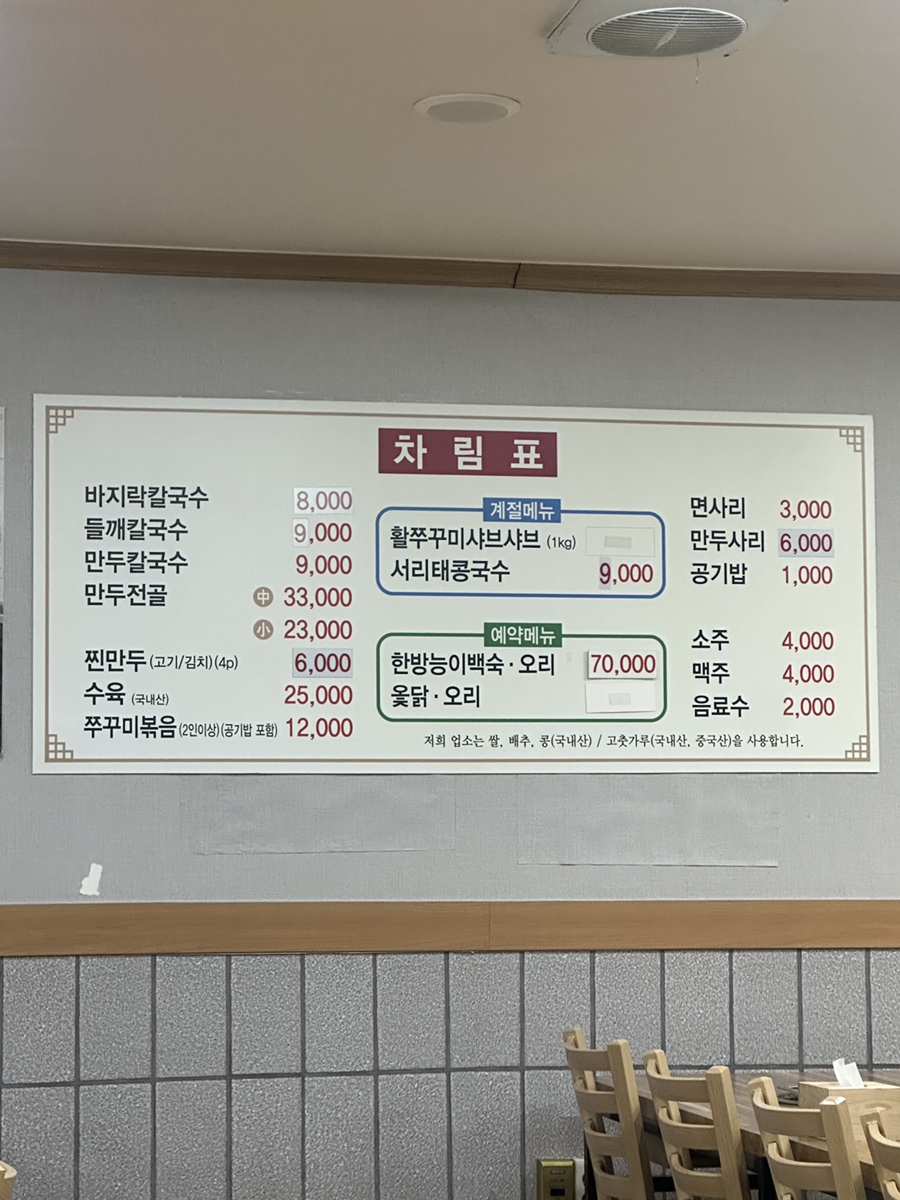 차림표
바지락칼국수 8,000
들깨칼국수 9,000
만두칼국수 9,000
만두전골 中 33,000
小 23,000
찐만두 (고기/김치) (4p) 6,000
수육 (국내산) 25,000
쭈꾸미볶음 (2인이상) (공기밥 포함) 12,000
계절메뉴
활쭈꾸미샤브샤브 (1kg)
서리태콩국수 9,000
예약메뉴
한방능이백숙 · 오리 70,000
옻닭 · 오리
면사리 3,000
만두사리 6,000
공기밥 1,000
소주 4,000
맥주 4,000
음료수 2,000
저희 업소는 쌀, 배추, 콩(국내산) / 고춧가루(국내산, 중국산)을 사용합니다.